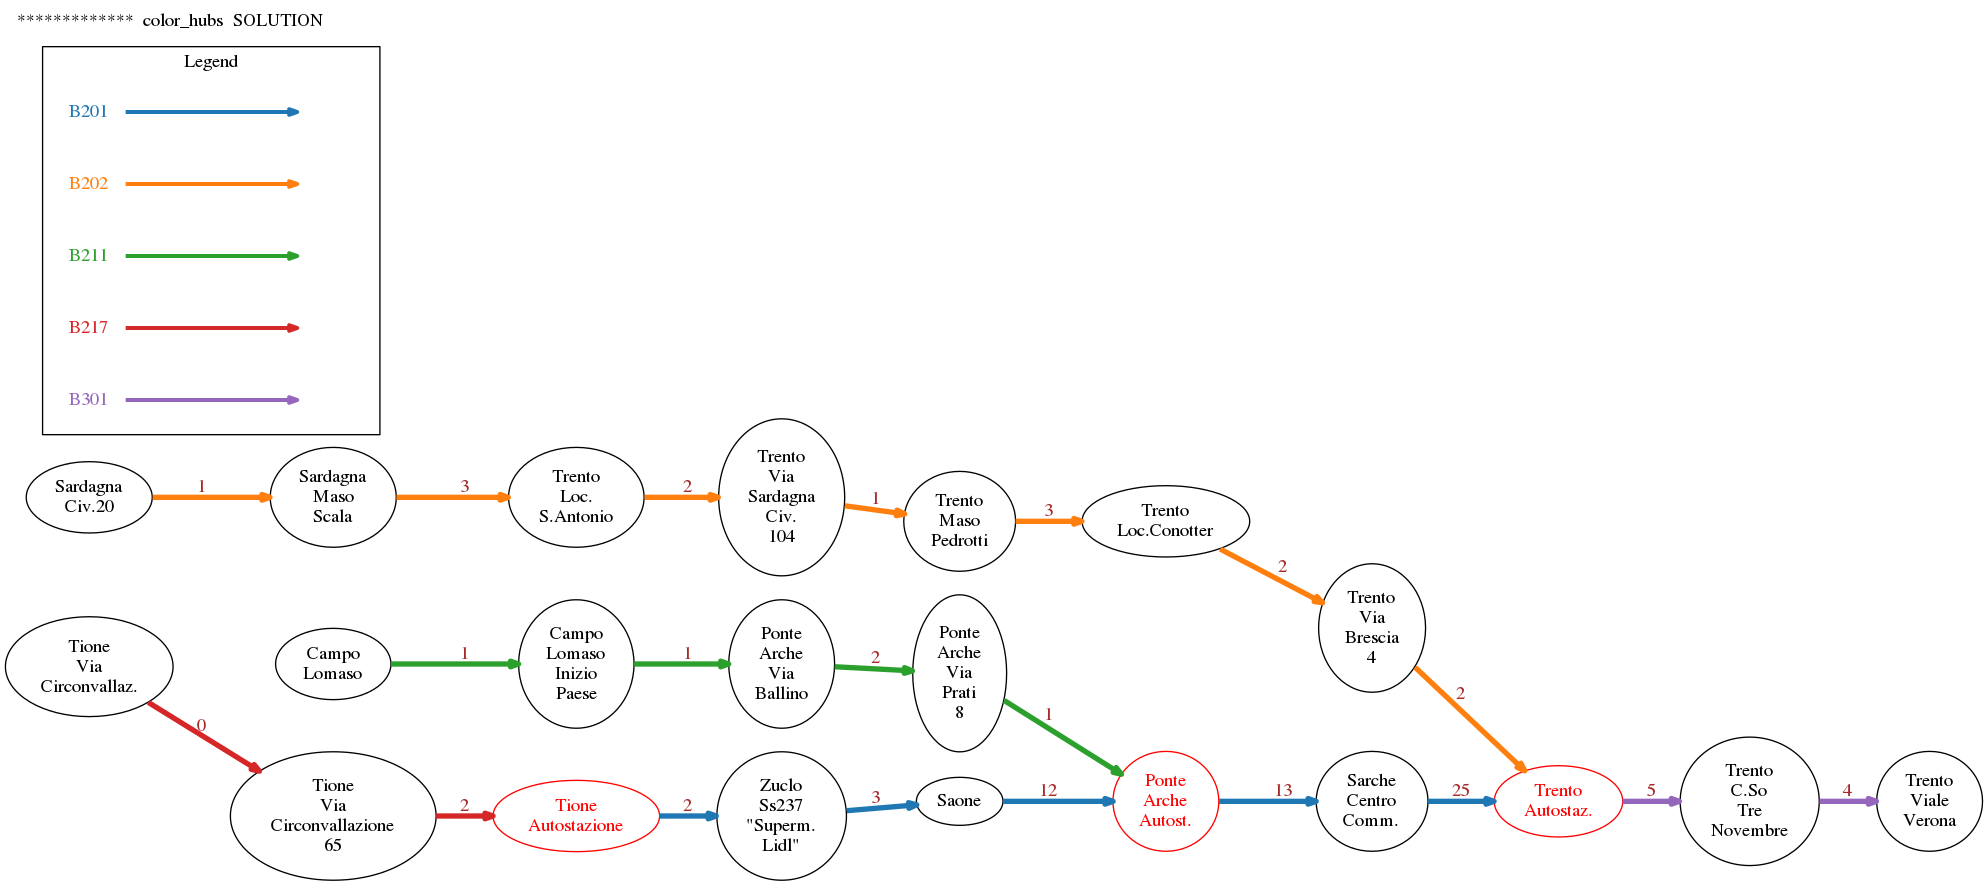 ************* color_hubs SOLUTION
Legend
B201
B202
B211
B217
B301
Sardagna
Civ.20
1
Sardagna
Maso
Scala
3
Trento
Loc.
S.Antonio
2
Trento
Via
Sardagna
Civ.
104
1
Trento
Maso
Pedrotti
3
Trento
Loc.Conotter
2
Trento
Via
Brescia
4
2
Campo
Lomaso
1
Campo
Lomaso
Inizio
Paese
1
Ponte
Arche
Via
Ballino
2
Ponte
Arche
Via
Prati
8
1
Tione
Via
Circonvallaz.
0
Tione
Via
Circonvallazione
65
2
Tione
Autostazione
2
Zuclo
Ss237
"Superm.
Lidl"
3
Saone
12
Ponte
Arche
Autost.
13
Sarche
Centro
Comm.
25
Trento
Autostaz.
5
Trento
C.So
Tre
Novembre
4
Trento
Viale
Verona